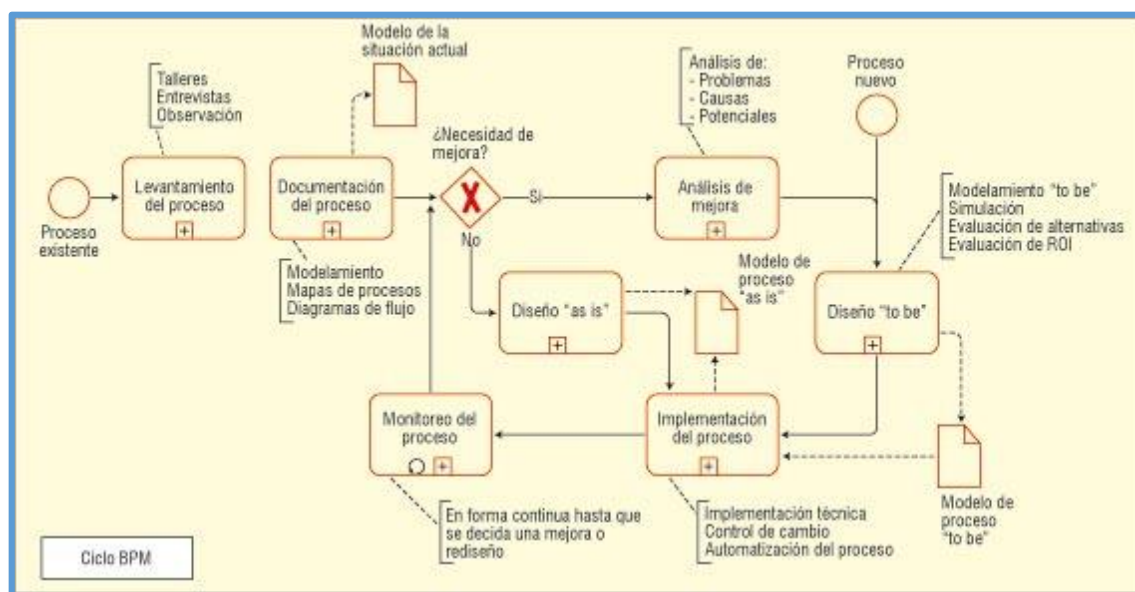 Modelo de la
situación actual
Talleres
Entrevistas
Observación
Análisis de:
- Problemas
- Causas
- Potenciales
Proceso
nuevo
¿Necesidad de
mejora?
Levantamiento
del proceso
Documentación
del proceso
Si
Análisis de
mejora
Modelamiento "to be"
Simulación
Evaluación de alternativas
Evaluación de ROI
Proceso
existente
No
Modelamiento
Mapas de procesos
Diagramas de flujo
Modelo de
proceso
"as is"
Diseño "as is"
Diseño "to be"
Monitoreo del
proceso
Implementación
del proceso
Modelo de
proceso
"to be"
En forma continua hasta que
se decida una mejora o
rediseño
Implementación técnica
Control de cambio
Automatización del proceso
Ciclo BPM